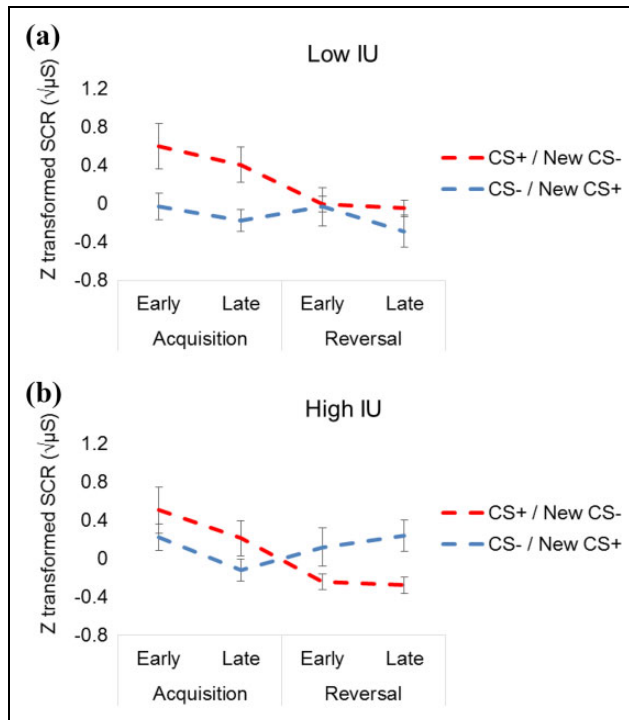 (a)
Low IU
Z transformed SCR (√µS)
1.2
0.8
0.4
0
-0.4
-0.8
CS+ / New CS-
CS- / New CS+
Early Late Early Late
Acquisition Reversal
(b)
High IU
Z transformed SCR (√µS)
1.2
0.8
0.4
0
-0.4
-0.8
CS+ / New CS-
CS- / New CS+
Early Late Early Late
Acquisition Reversal